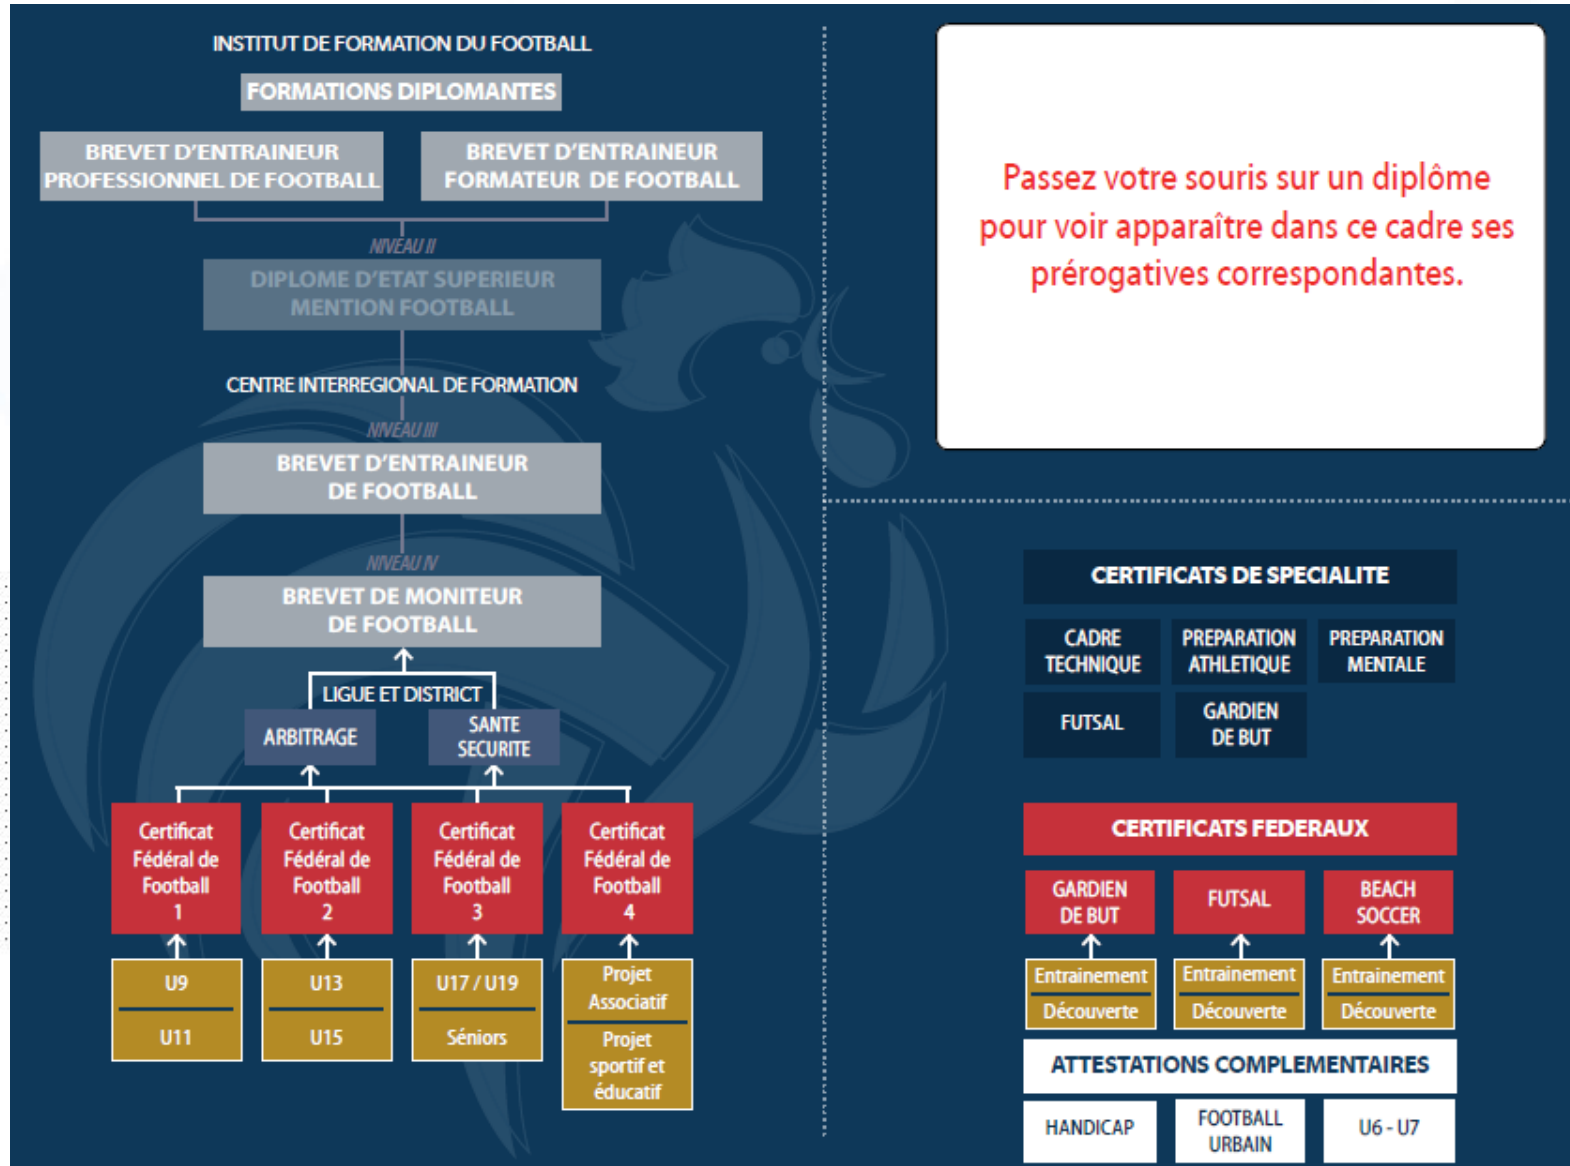 INSTITUT DE FORMATION DU FOOTBALL
FORMATIONS DIPLOMANTES
BREVET D'ENTRAINEUR
PROFESSIONNEL DE FOOTBALL
BREVET D'ENTRAINEUR
FORMATEUR DE FOOTBALL
NIVEAU II
DIPLOME D'ETAT SUPERIEUR
MENTION FOOTBALL
CENTRE INTERREGIONAL DE FORMATION
NIVEAU III
BREVET D'ENTRAINEUR
DE FOOTBALL
NIVEAU IV
BREVET DE MONITEUR
DE FOOTBALL
LIGUE ET DISTRICT
ARBITRAGE
SANTE
SECURITE
Certificat
Fédéral de
Football
1
Certificat
Fédéral de
Football
2
Certificat
Fédéral de
Football
3
Certificat
Fédéral de
Football
4
U9
U11
U13
U15
U17 / U19
Séniors
Projet
Associatif
Projet
sportif et
éducatif
Passez votre souris sur un diplôme
pour voir apparaître dans ce cadre ses
prérogatives correspondantes.
CERTIFICATS DE SPECIALITE
CADRE
TECHNIQUE
PREPARATION
ATHLETIQUE
PREPARATION
MENTALE
FUTSAL
GARDIEN
DE BUT
CERTIFICATS FEDERAUX
GARDIEN
DE BUT
FUTSAL
BEACH
SOCCER
Entrainement
Découverte
Entrainement
Découverte
Entrainement
Découverte
ATTESTATIONS COMPLEMENTAIRES
HANDICAP
FOOTBALL
URBAIN
U6 - U7